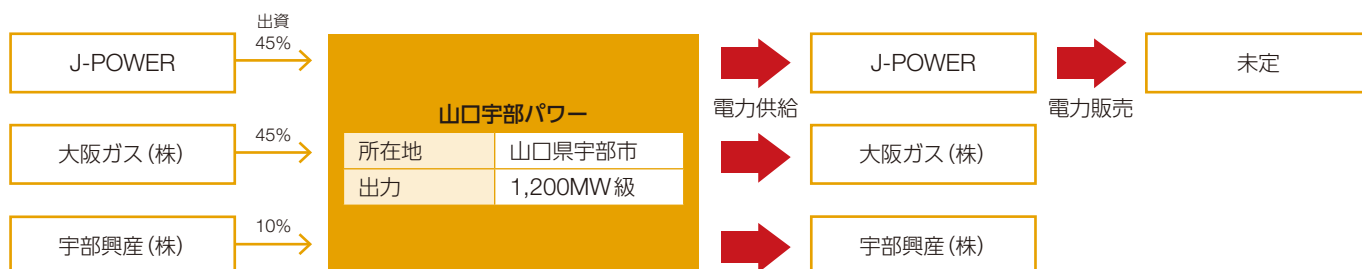 出資
45%
J-POWER
山口宇部パワー
所在地 山口県宇部市
出力 1,200MW級
J-POWER
未定
電力供給
電力販売
45%
大阪ガス(株)
大阪ガス(株)
10%
宇部興産(株)
宇部興産(株)